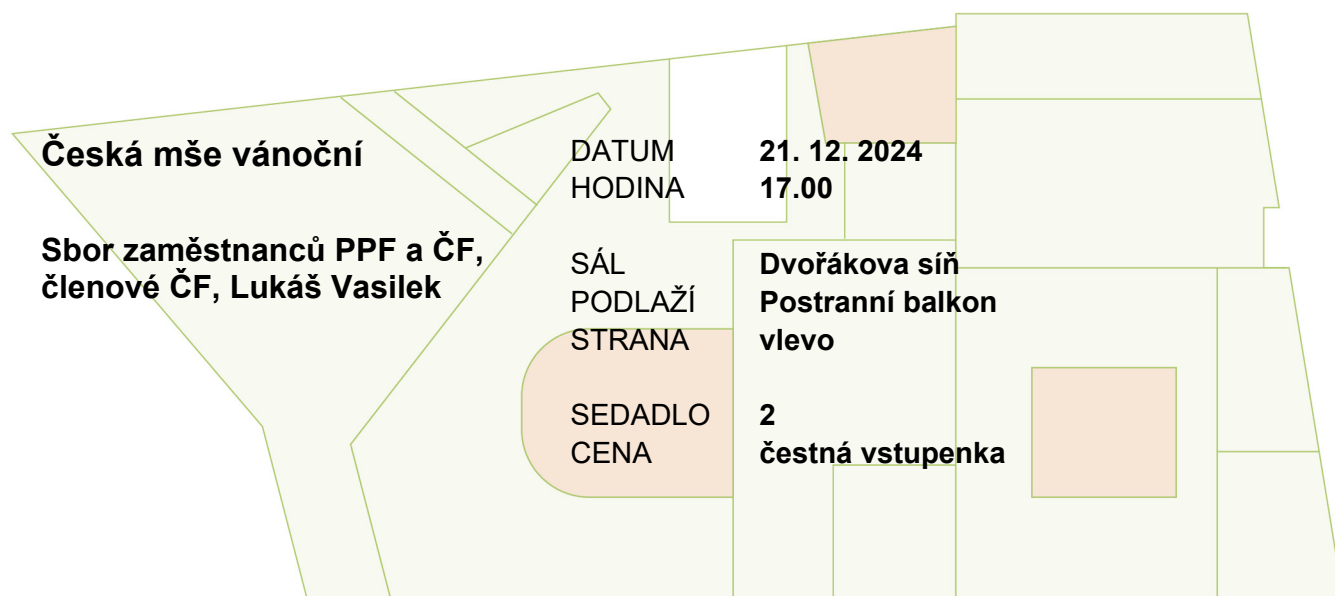 Česká mše vánoční
Sbor zaměstnanců PPF a ČF,
členové ČF, Lukáš Vasilek
DATUM 21. 12. 2024
HODINA 17.00
SÁL Dvořákova síň
PODLAŽÍ Postranní balkon
STRANA vlevo
SEDADLO 2
CENA čestná vstupenka